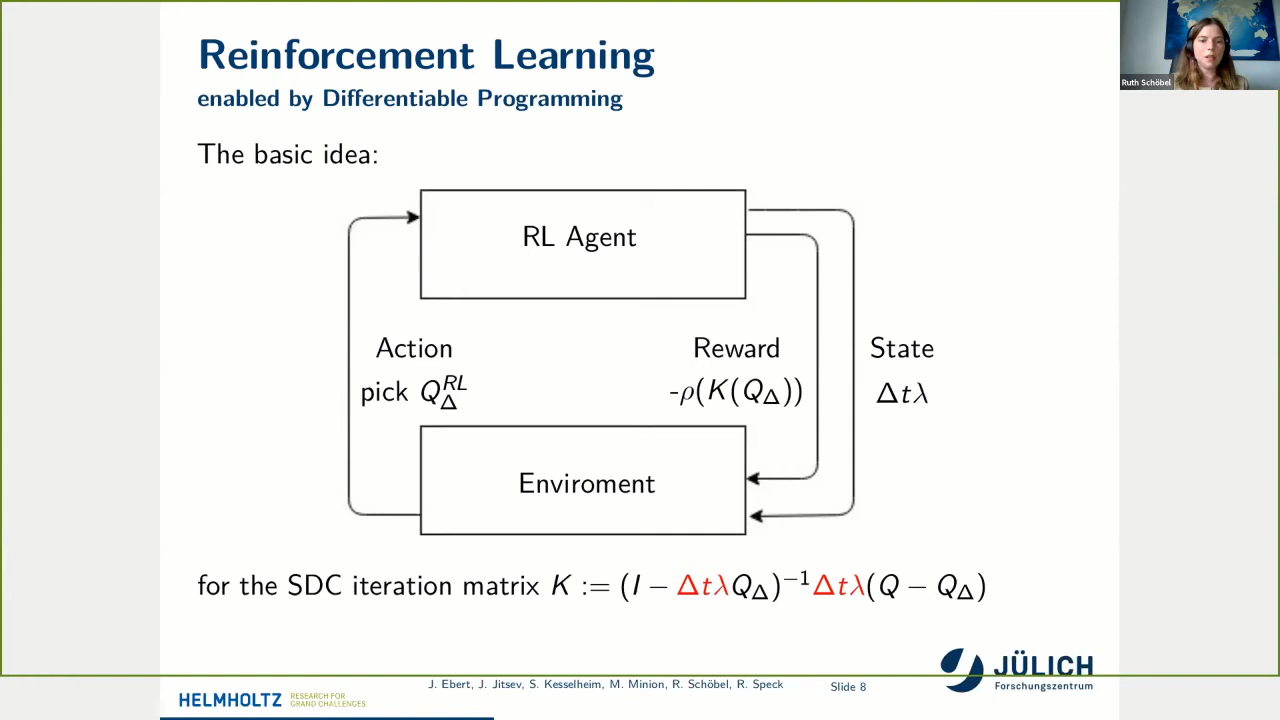 Reinforcement Learning
enabled by Differentiable Programming
Ruth Schöbel
The basic idea:
RL Agent
Action
pick Q_Δ^{RL}
Reward
-ρ(K(Q_Δ))
State
Δtλ
Enviroment
for the SDC iteration matrix K := (I − ΔtλQ_Δ)^{−1}Δtλ(Q − Q_Δ)
JÜLICH
Forschungszentrum
J. Ebert, J. Jitsev, S. Kesselheim, M. Minion, R. Schöbel, R. Speck
Slide 8
HELMHOLTZ
RESEARCH FOR
GRAND CHALLENGES